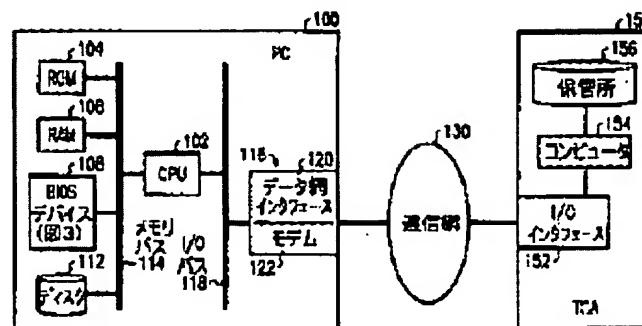 100
PC
104
ROM
106
RAM
108
BIOS
デバイス
(図3)
112
ディスク
メモリ
バス
114
102
CPU
I/O
バス
118
116
120
データ網
インタフェース
モデム
122
130
通信網
15
156
保管所
154
コンピュータ
I/O
インタフェース
152
TCA